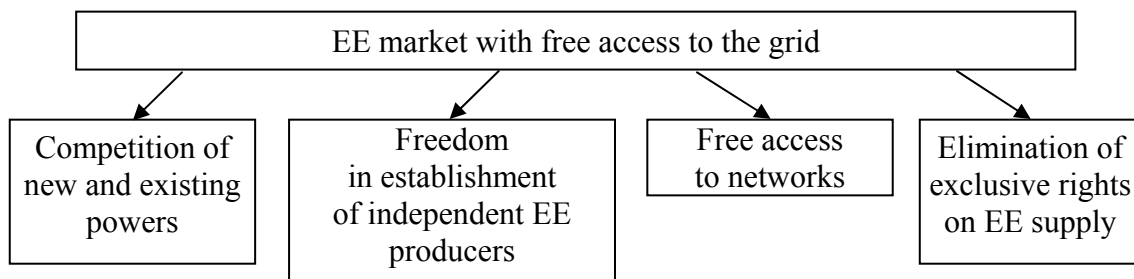 EE market with free access to the grid
Competition of
new and existing
powers
Freedom
in establishment
of independent EE
producers
Free access
to networks
Elimination of
exclusive rights
on EE supply